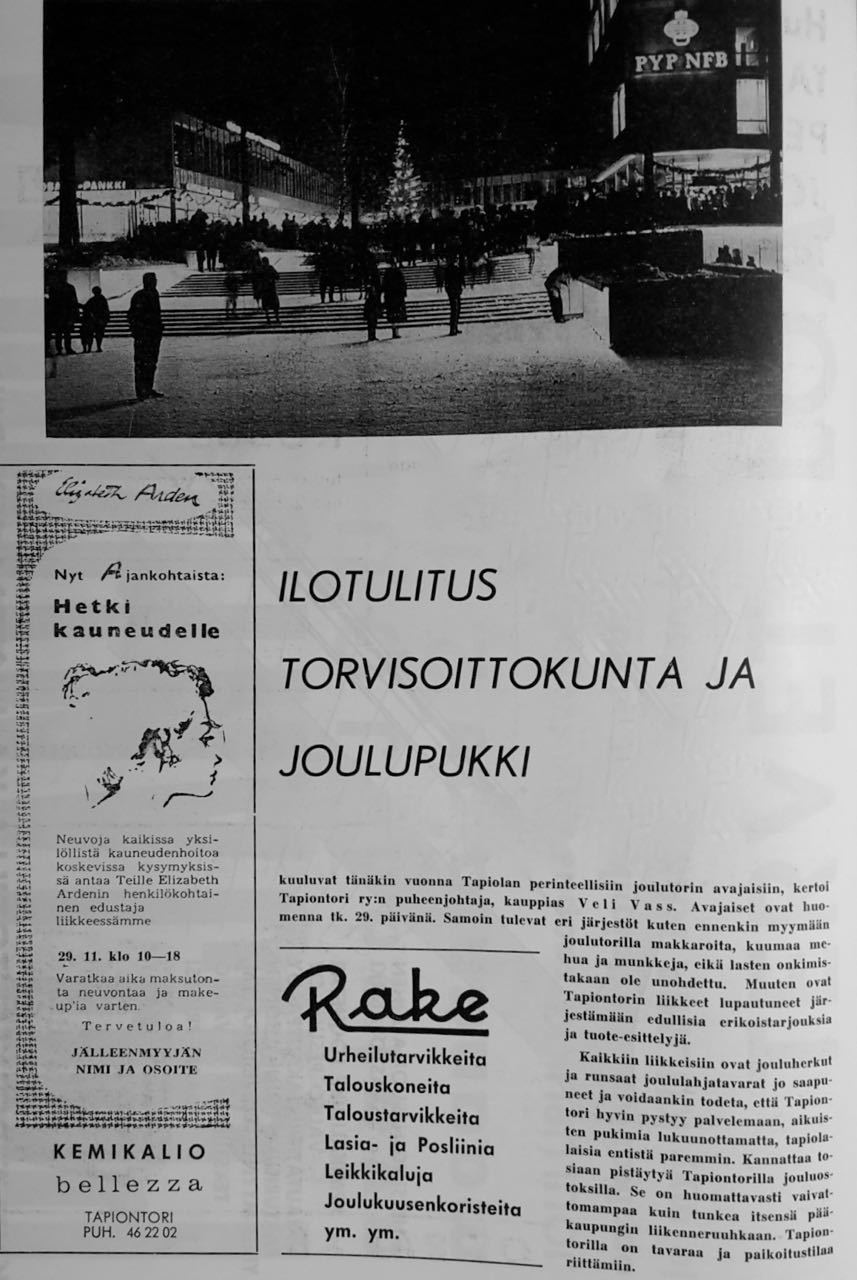 PYP NFB
PANKKI
Elizabeth Arden
Nyt Ajankohtaista:
Hetki
kauneudelle
Neuvoja kaikissa yksi-
löllistä kauneudenhoitoa
koskevissa kysymyksis-
sä antaa Teille Elizabeth
Ardenin henkilökohtai-
nen edustaja
liikkeessämme
29. 11. klo 10—18
Varatkaa aika maksuton-
ta neuvontaa ja make-
up'ia varten.
Tervetuloa!
JÄLLEENMYYJÄN
NIMI JA OSOITE
KEMIKALIO
bellezza
TAPIONTORI
PUH. 46 22 02
ILOTULITUS
TORVISOITTOKUNTA JA
JOULUPUKKI
kuuluvat tänäkin vuonna Tapiolan perinteellisiin joulutorin avajaisiin, kertoi
Tapiontori ry:n puheenjohtaja, kauppias Veli Vass. Avajaiset ovat huo-
menna tk. 29. päivänä. Samoin tulevat eri järjestöt kuten ennenkin myymään
joulutorilla makkaroita, kuumaa me-
hua ja munkkeja, eikä lasten onkimis-
takaan ole unohdettu. Muuten ovat
Tapiontorin liikkeet lupautuneet jär-
jestämään edullisia erikoistarjouksia
ja tuote-esittelyjä.
Kaikkiin liikkeisiin ovat jouluherkut
ja runsaat joululahjatavarat jo saapu-
neet ja voidaankin todeta, että Tapion-
tori hyvin pystyy palvelemaan, aikuis-
ten pukimia lukuunottamatta, tapiola-
laisia entistä paremmin. Kannattaa to-
siaan pistäytyä Tapiontorilla jouluos-
toksilla. Se on huomattavasti vaivat-
tomampaa kuin tunkea itsensä pää-
kaupungin liikenneruuhkaan. Tapion-
torilla on tavaraa ja paikoitustilaa
riittämiin.
Rake
Urheilutarvikkeita
Talouskoneita
Taloustarvikkeita
Lasia- ja Posliinia
Leikkikaluja
Joulukuusenkoristeita
ym. ym.